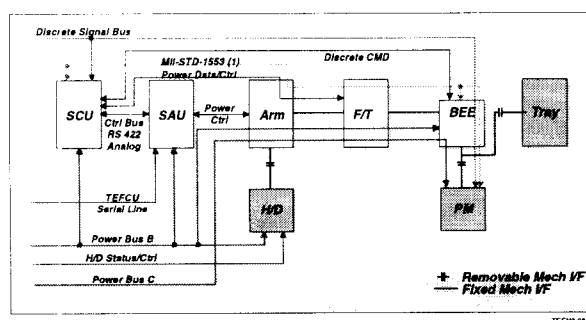 Discrete Signal Bus
MIl-STD-1553 (1)
Power Data/Ctrl
Discrete CMD
SCU
Ctrl Bus
RS 422
Analog
SAU
Power
Ctrl
Arm
F/T
BEE
Tray
TEFCU
Serial Line
H/D
PM
Power Bus B
H/D Status/Ctrl
Power Bus C
Removable Mech I/F
Fixed Mech I/F